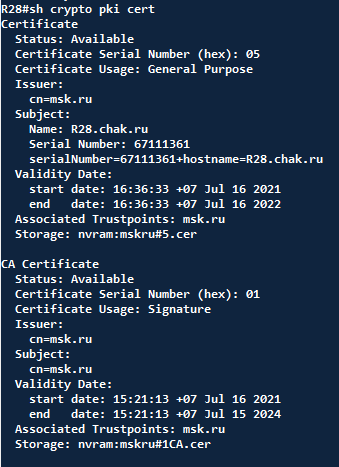 R28#sh crypto pki cert
Certificate
  Status: Available
  Certificate Serial Number (hex): 05
  Certificate Usage: General Purpose
  Issuer:
    cn=msk.ru
  Subject:
    Name: R28.chak.ru
    Serial Number: 67111361
    serialNumber=67111361+hostname=R28.chak.ru
  Validity Date:
    start date: 16:36:33 +07 Jul 16 2021
    end   date: 16:36:33 +07 Jul 16 2022
  Associated Trustpoints: msk.ru
  Storage: nvram:mskru#5.cer

CA Certificate
  Status: Available
  Certificate Serial Number (hex): 01
  Certificate Usage: Signature
  Issuer:
    cn=msk.ru
  Subject:
    cn=msk.ru
  Validity Date:
    start date: 15:21:13 +07 Jul 16 2021
    end   date: 15:21:13 +07 Jul 15 2024
  Associated Trustpoints: msk.ru
  Storage: nvram:mskru#1CA.cer